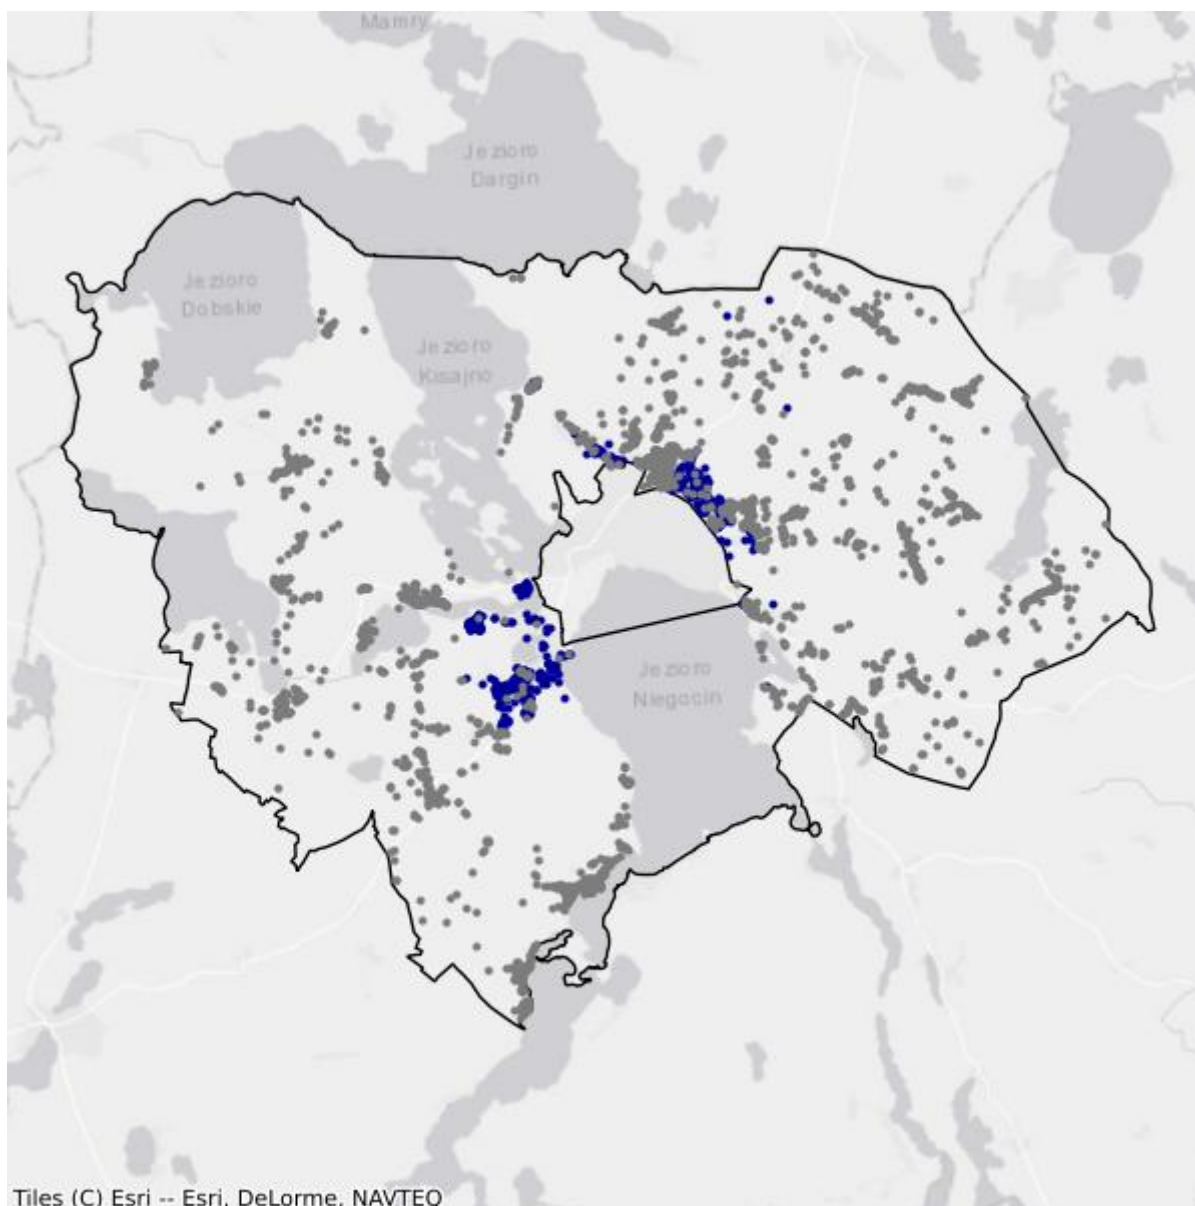 Mamry
Jezioro
Dargin
Jezioro
Dobskie
Jezioro
Kisajno
Jezioro
Niegocin
Tiles (C) Esri -- Esri, DeLorme, NAVTEQ